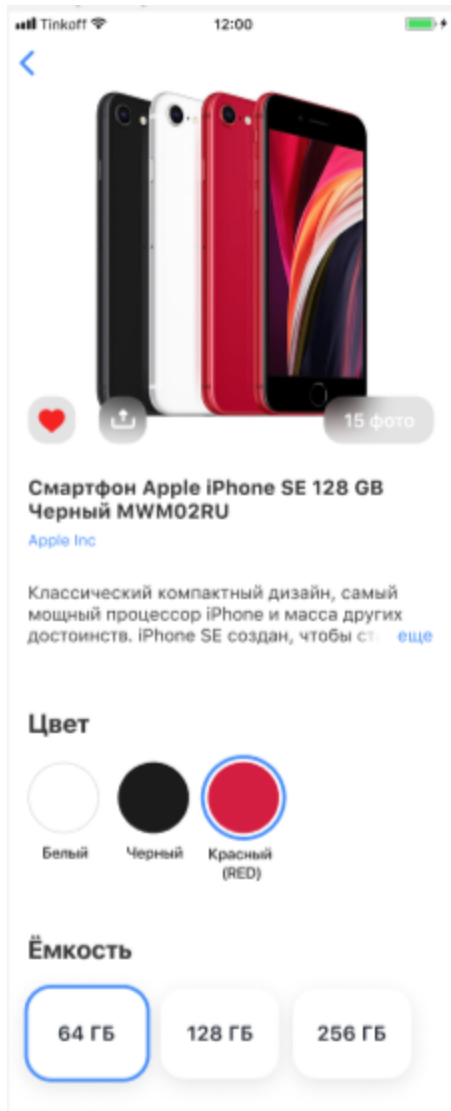 Tinkoff 12:00
15 фото
Смартфон Apple iPhone SE 128 GB
Черный MWM02RU
Apple Inc
Классический компактный дизайн, самый
мощный процессор iPhone и масса других
достоинств. iPhone SE создан, чтобы ст еще
Цвет
Белый Черный Красный
(RED)
Ёмкость
64 ГБ 128 ГБ 256 ГБ